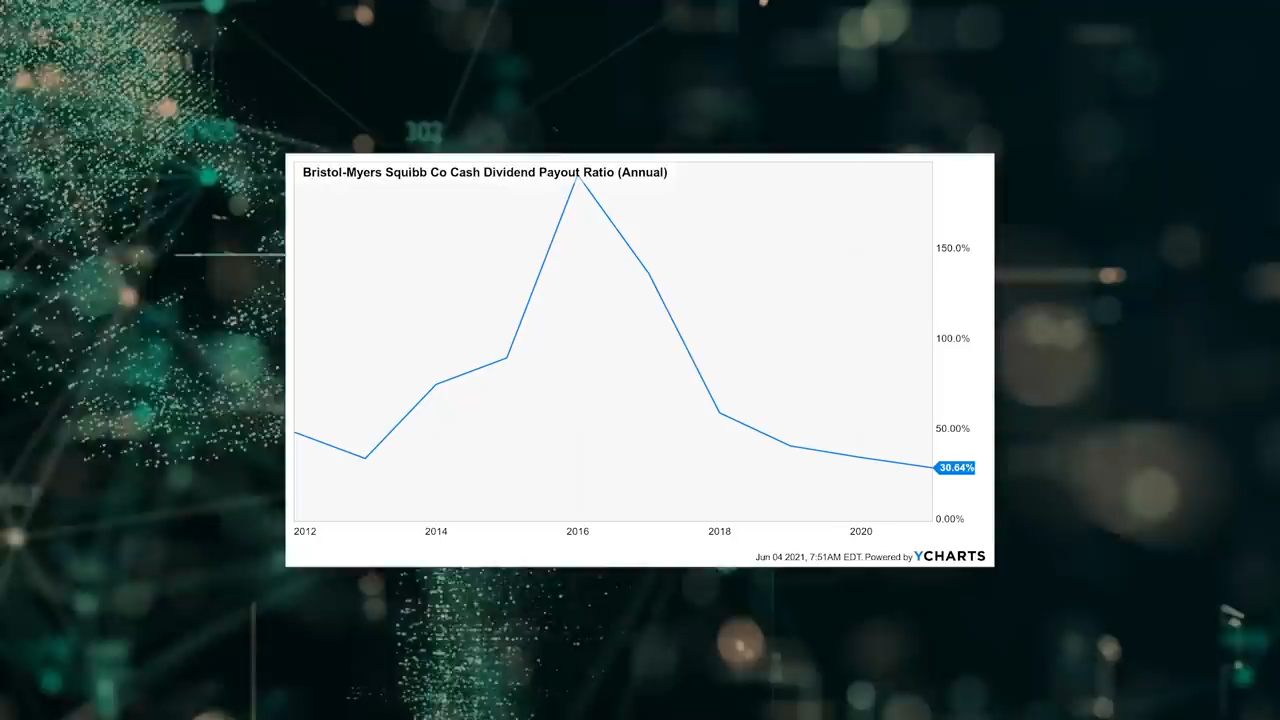 102
Bristol-Myers Squibb Co Cash Dividend Payout Ratio (Annual)
150.0%
100.0%
50.00%
30.64%
0.00%
2012 2014 2016 2018 2020
Jun 04 2021, 7:51AM EDT. Powered by YCHARTS